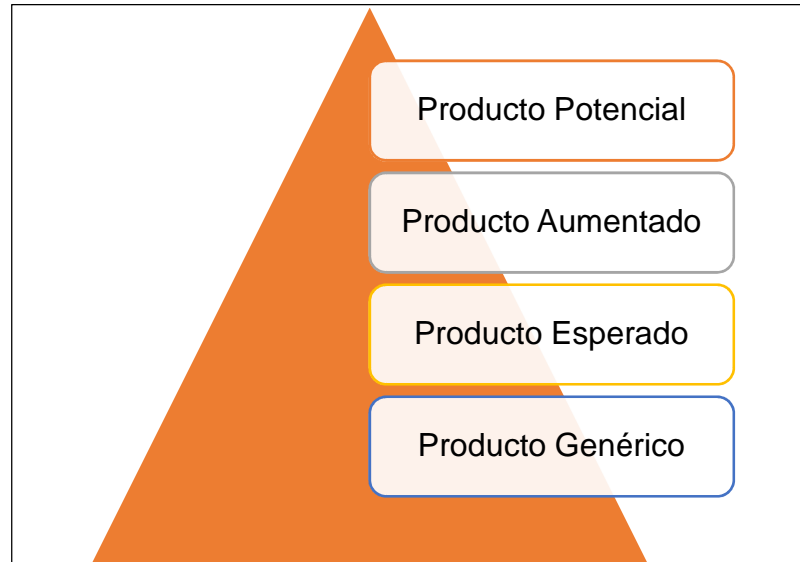 Producto Potencial
Producto Aumentado
Producto Esperado
Producto Genérico